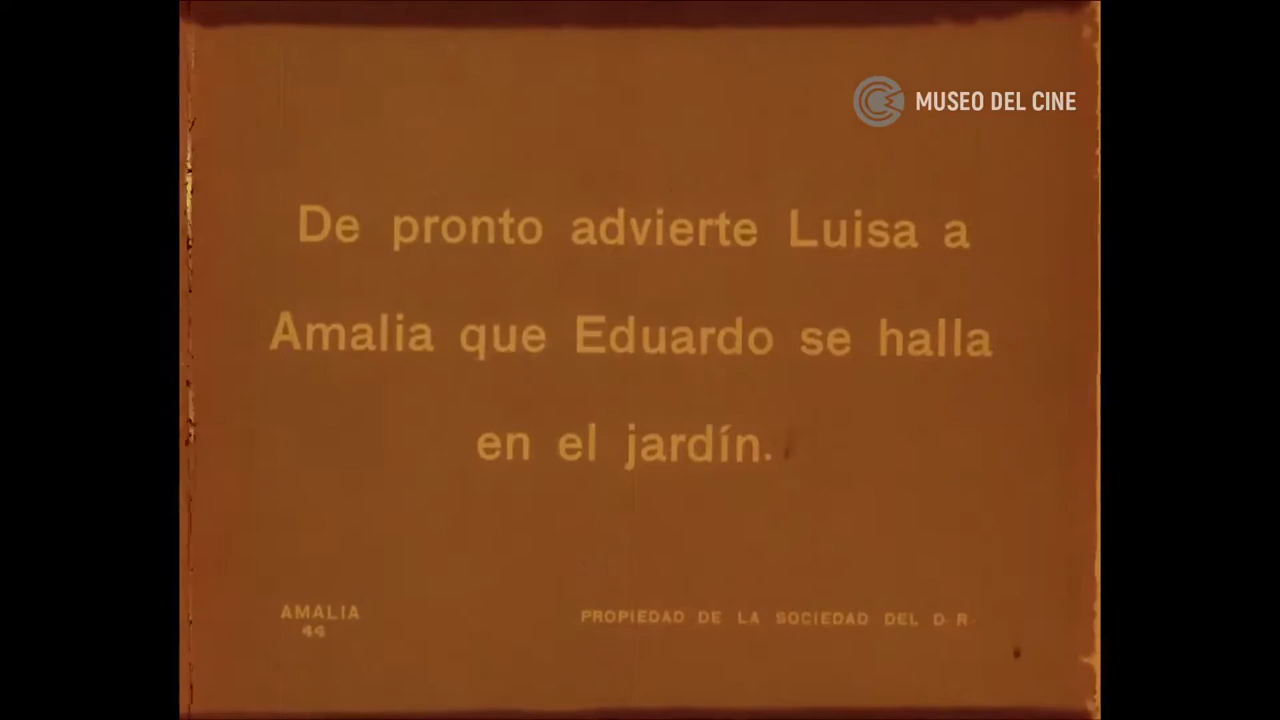 MUSEO DEL CINE
De pronto advierte Luisa a
Amalia que Eduardo se halla
en el jardín.
AMALIA
44
PROPIEDAD DE LA SOCIEDAD DEL D. R.